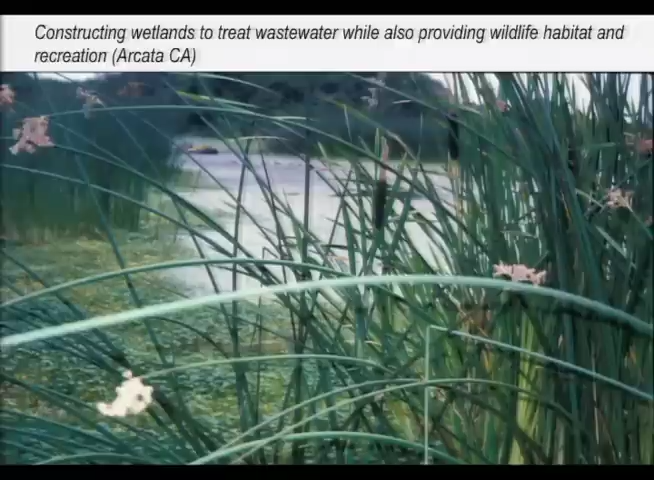 Constructing wetlands to treat wastewater while also providing wildlife habitat and
recreation (Arcata CA)